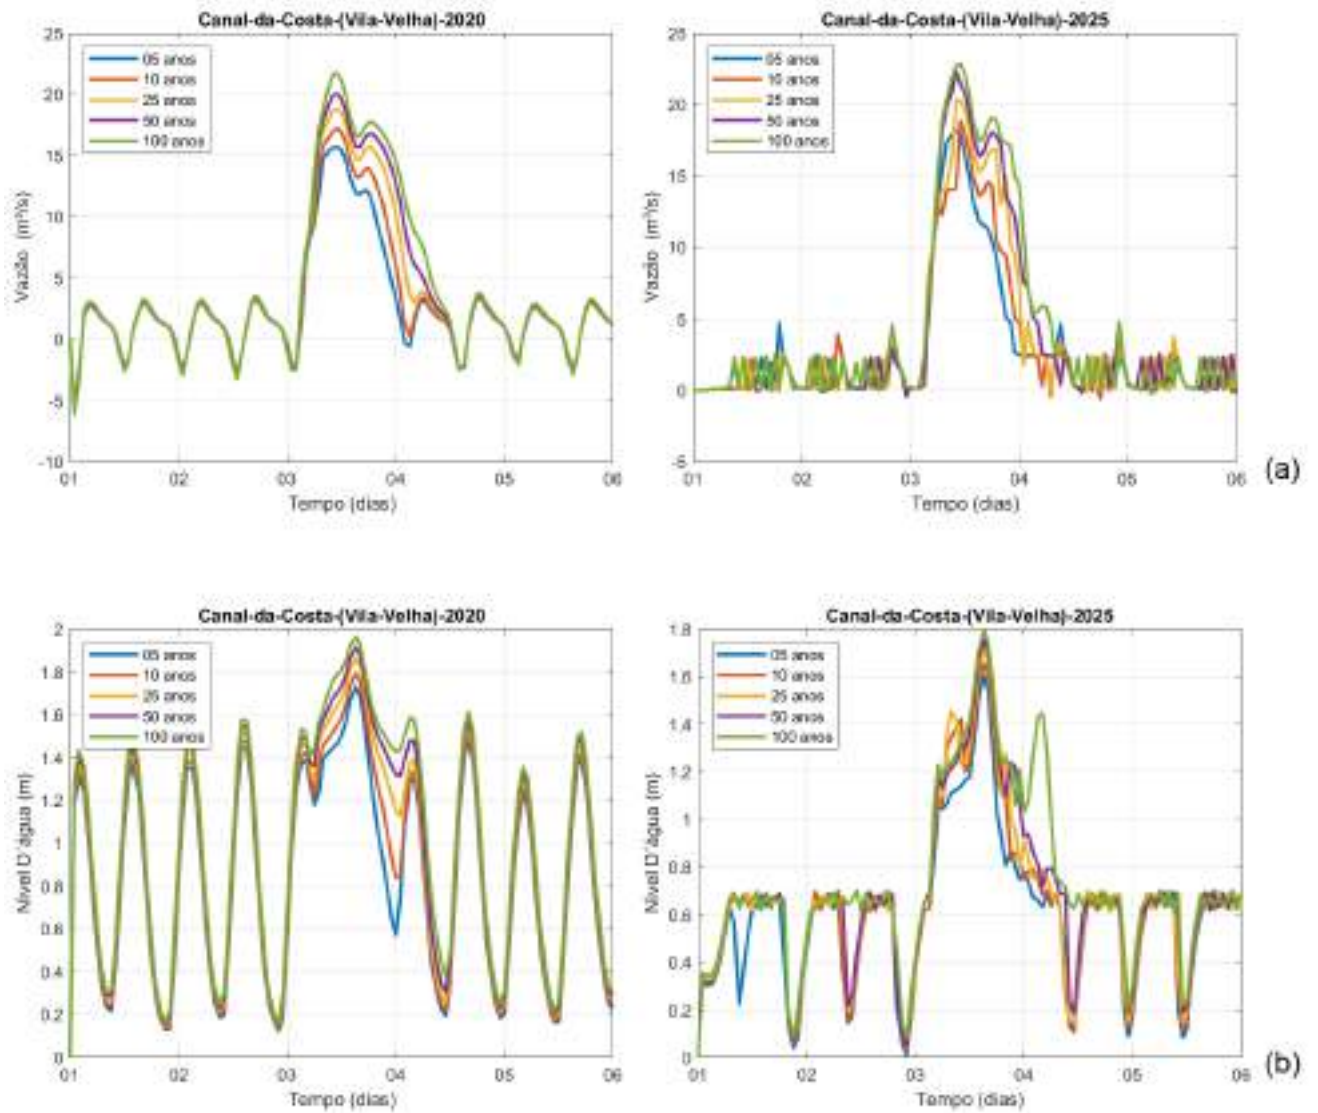 Canal-da-Costa-(Vila-Velha)-2020
25
20
15
10
5
0
-5
-10
Vazão (m³/s)
05 anos
10 anos
25 anos
50 anos
100 anos
01 02 03 04 05 06
Tempo (dias)
Canal-da-Costa-(Vila-Velha)-2025
25
20
15
10
5
0
-5
Vazão (m³/s)
05 anos
10 anos
25 anos
50 anos
100 anos
01 02 03 04 05 06
Tempo (dias)
(a)
Canal-da-Costa-(Vila-Velha)-2020
2
1.8
1.6
1.4
1.2
1
0.8
0.6
0.4
0.2
0
Nível D'água (m)
05 anos
10 anos
25 anos
50 anos
100 anos
01 02 03 04 05 06
Tempo (dias)
Canal-da-Costa-(Vila-Velha)-2025
1.8
1.6
1.4
1.2
1
0.8
0.6
0.4
0.2
0
Nível D'água (m)
05 anos
10 anos
25 anos
50 anos
100 anos
01 02 03 04 05 06
Tempo (dias)
(b)